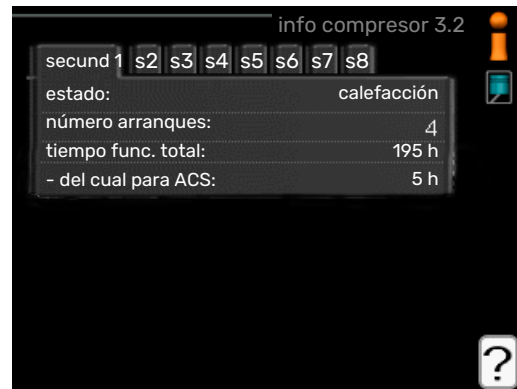 info compresor 3.2
secund 1 s2 s3 s4 s5 s6 s7 s8
estado: calefacción
número arranques: 4
tiempo func. total: 195 h
- del cual para ACS: 5 h
?